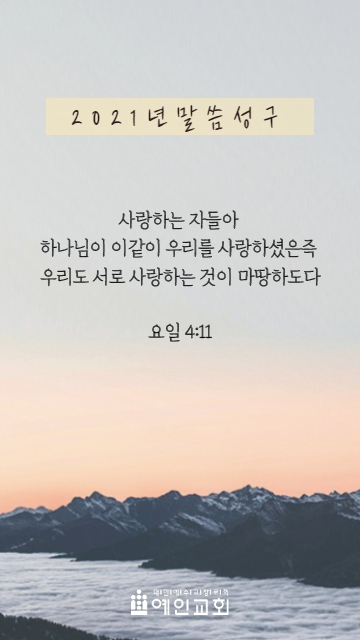 2021년말씀성구
사랑하는 자들아
하나님이 이같이 우리를 사랑하셨은즉
우리도 서로 사랑하는 것이 마땅하도다
요일 4:11
예인교회